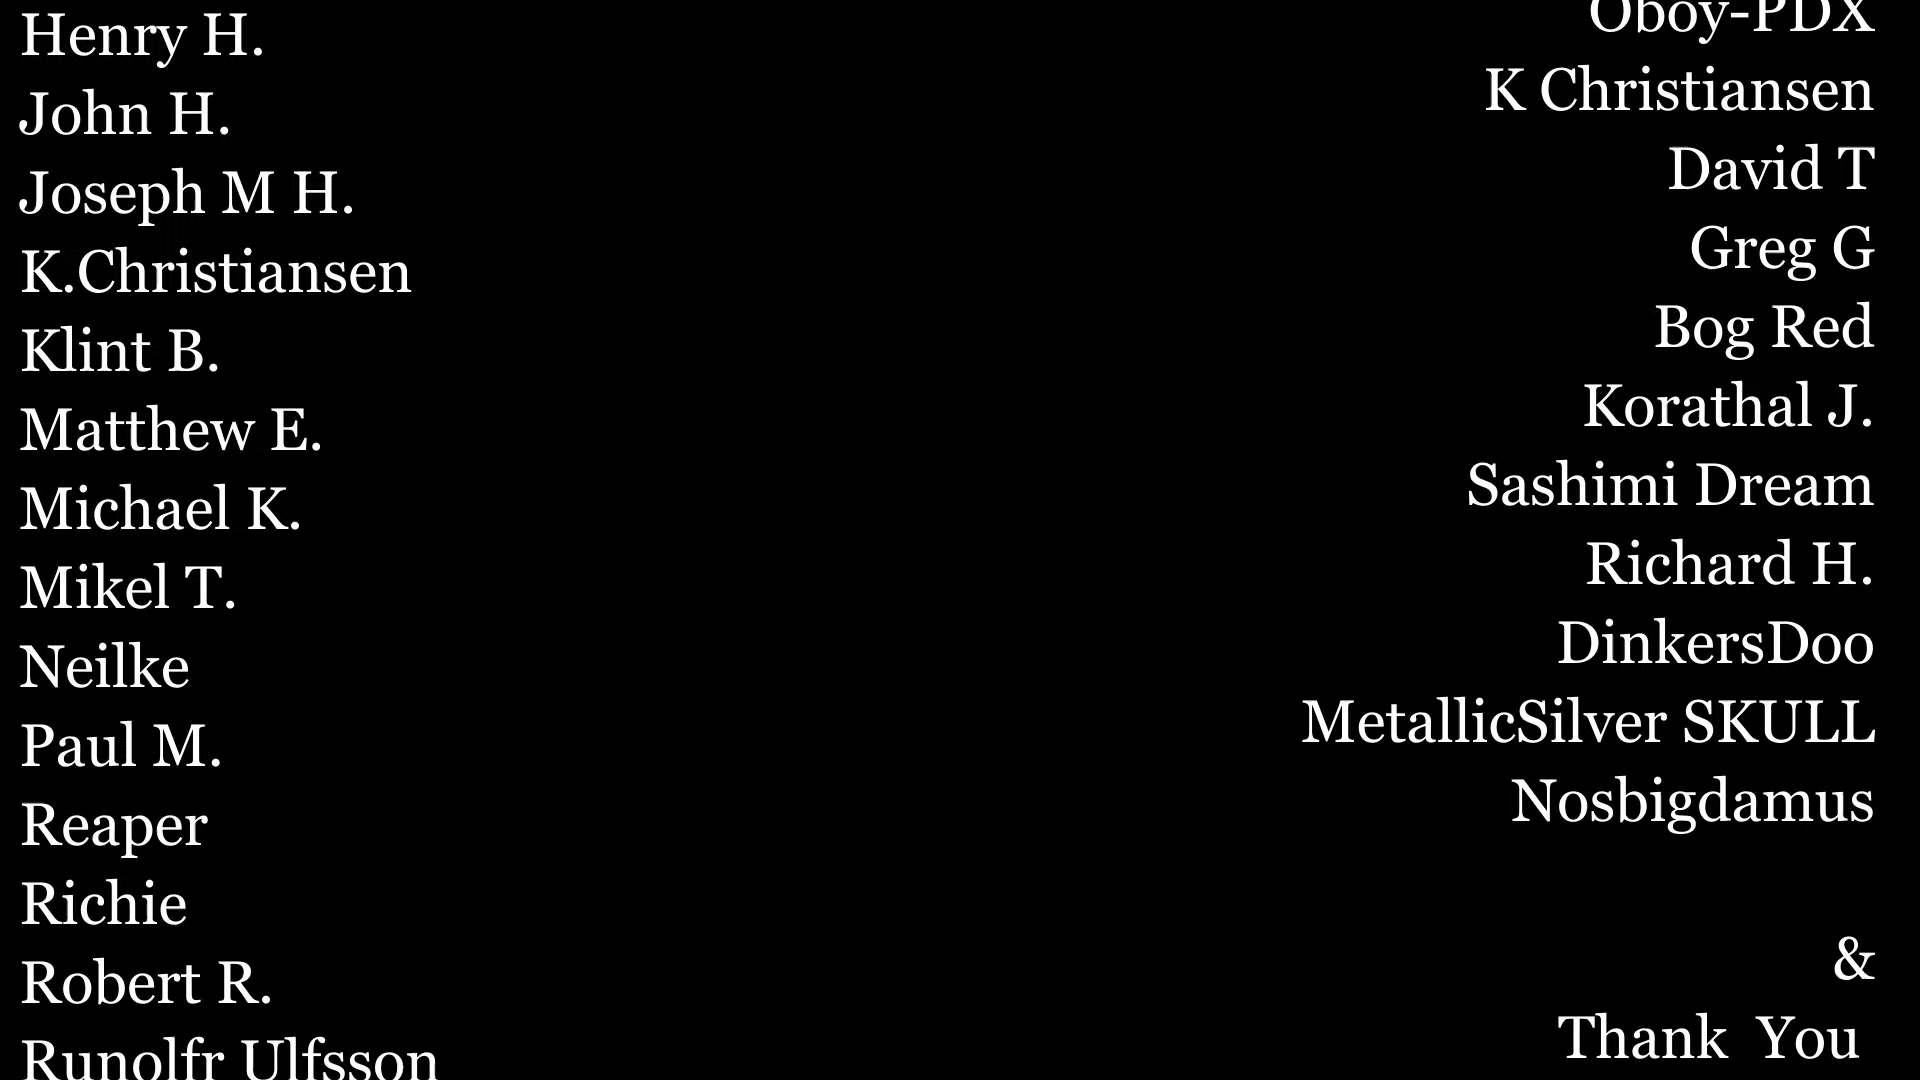 Henry H.
John H.
Joseph M H.
K.Christiansen
Klint B.
Matthew E.
Michael K.
Mikel T.
Neilke
Paul M.
Reaper
Richie
Robert R.
Runolfr Ulfsson
Oboy-PDX
K Christiansen
David T
Greg G
Bog Red
Korathal J.
Sashimi Dream
Richard H.
DinkersDoo
MetallicSilver SKULL
Nosbigdamus
&
Thank  You